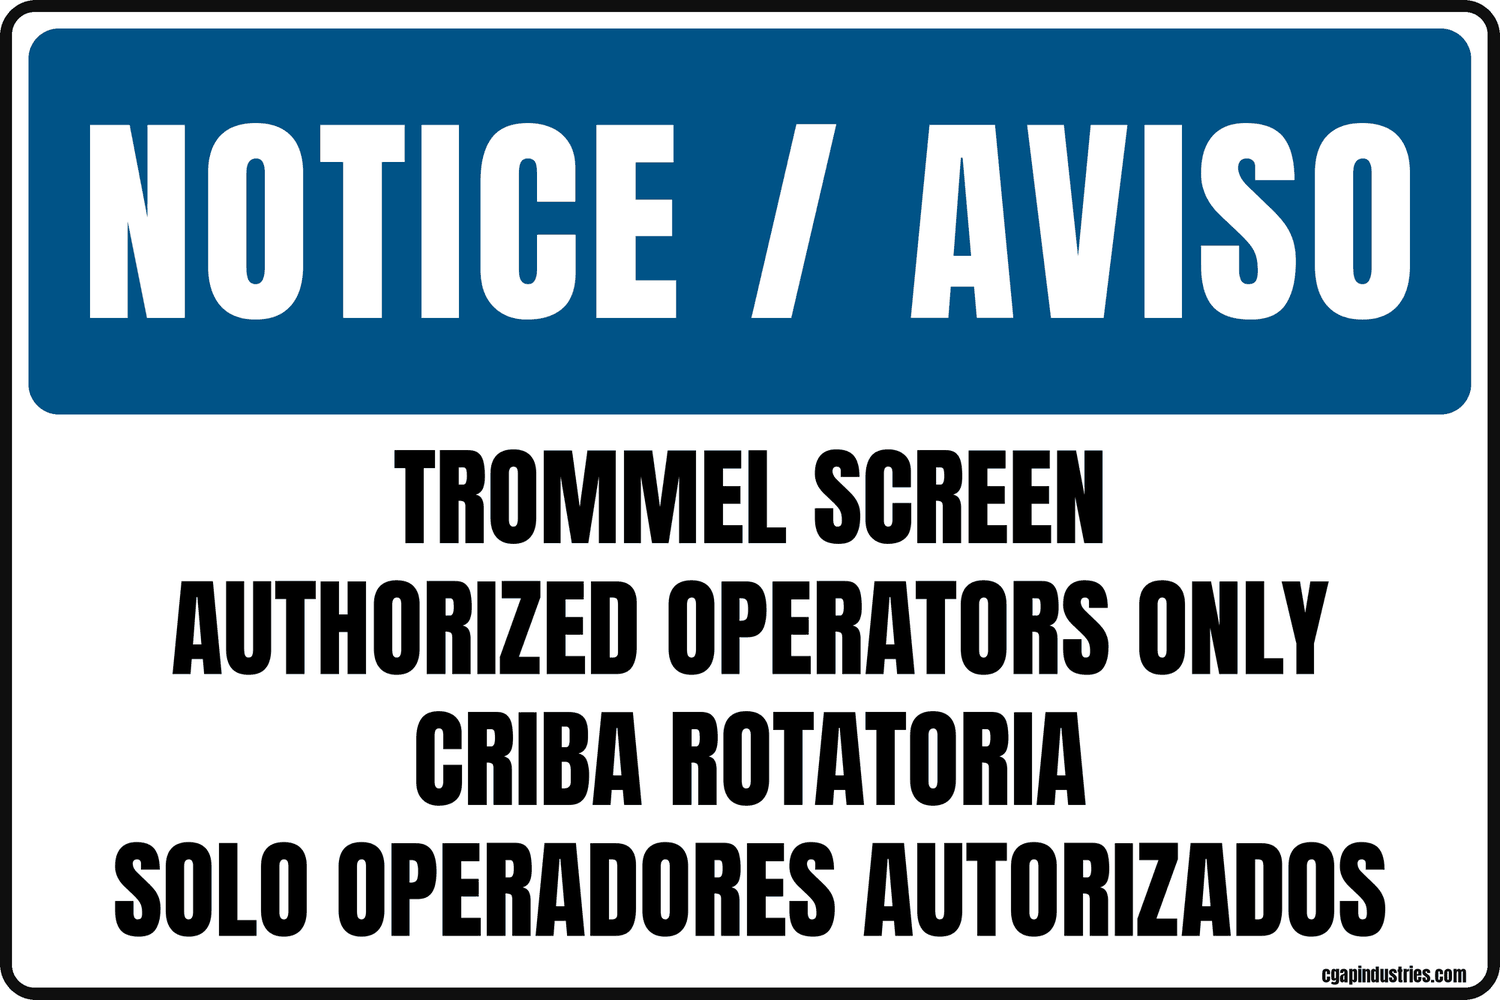 NOTICE / AVISO
TROMMEL SCREEN
AUTHORIZED OPERATORS ONLY
CRIBA ROTATORIA
SOLO OPERADORES AUTORIZADOS
cgapindustries.com